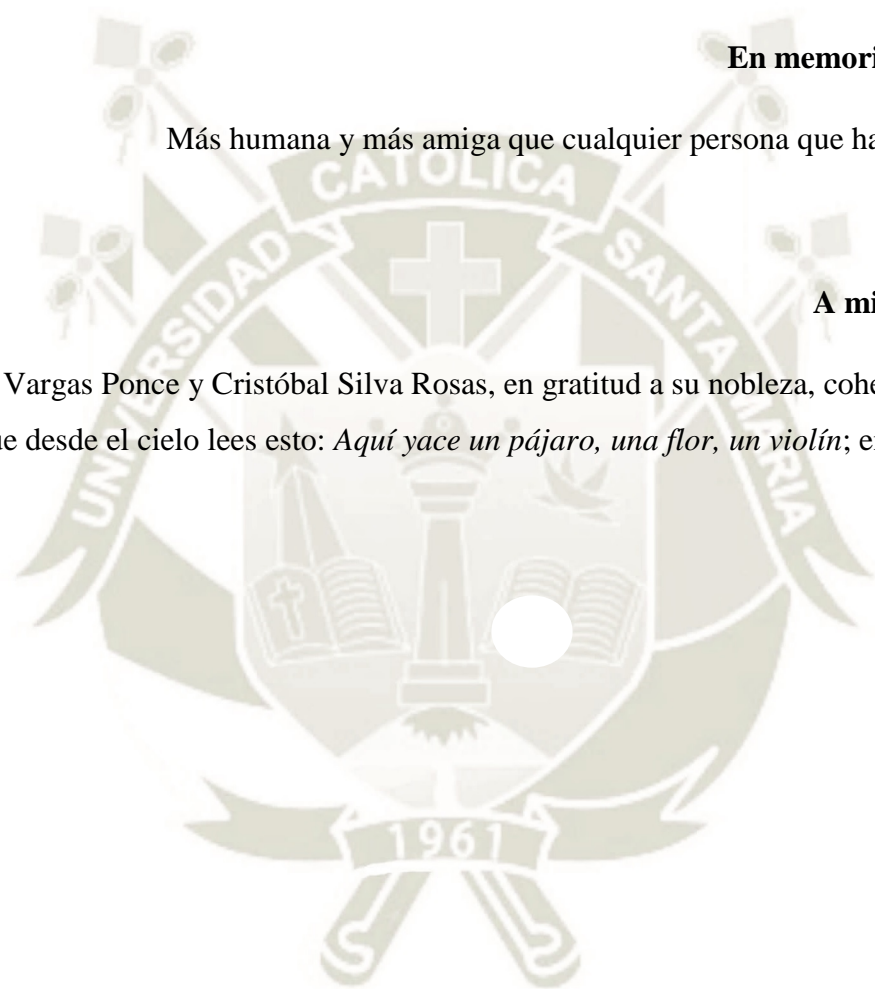 En memori
Más humana y más amiga que cualquier persona que ha
A mi
Vargas Ponce y Cristóbal Silva Rosas, en gratitud a su nobleza, cohe
ue desde el cielo lees esto: Aquí yace un pájaro, una flor, un violín; e
UNIVERSIDAD CATOLICA SANTA MARIA
1961